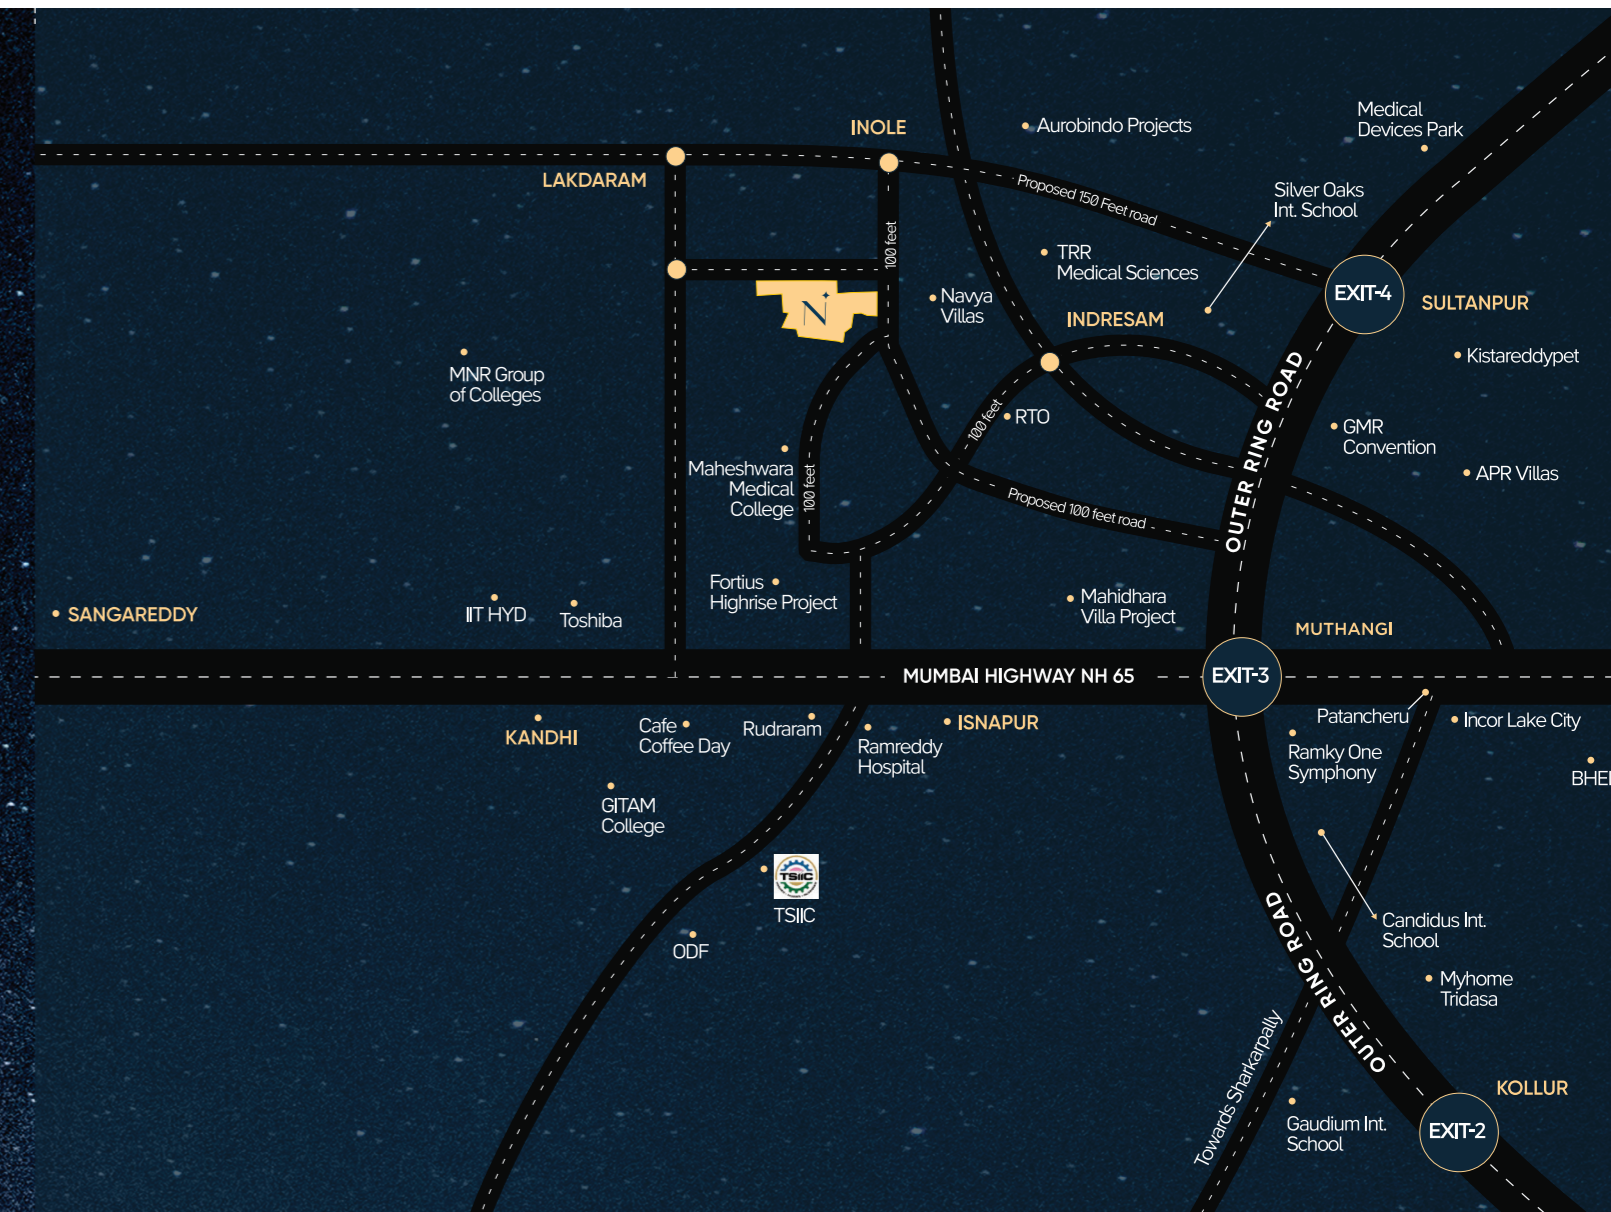 Medical
Devices Park
INOLE
Aurobindo Projects
LAKDARAM
Proposed 150 Feet road
Silver Oaks
Int. School
100 feet
TRR
Medical Sciences
EXIT-4
SULTANPUR
N
Navya
Villas
INDRESAM
Kistareddypet
MNR Group
of Colleges
OUTER RING ROAD
100 feet
RTO
GMR
Convention
APR Villas
Maheshwara
Medical
College
100 feet
Proposed 100 feet road
Fortius
Highrise Project
Mahidhara
Villa Project
SANGAREDDY
IIT HYD
Toshiba
MUTHANGI
MUMBAI HIGHWAY NH 65
EXIT-3
KANDHI
Cafe
Coffee Day
Rudraram
Ramreddy
Hospital
ISNAPUR
Patancheru
Incor Lake City
Ramky One
Symphony
BHEL
GITAM
College
TSIIC
TSIIC
ODF
OUTER RING ROAD
Candidus Int.
School
Myhome
Tridasa
Towards Sharkarpally
KOLLUR
Gaudium Int.
School
EXIT-2